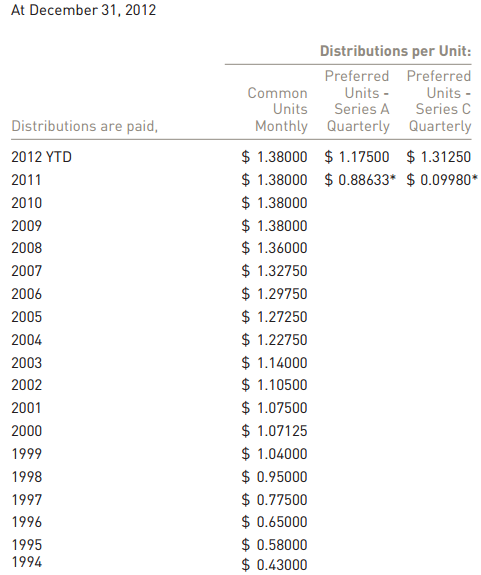 At December 31, 2012
Distributions per Unit:
Preferred Preferred
Common Units - Units -
Units Series A Series C
Distributions are paid, Monthly Quarterly Quarterly
2012 YTD $ 1.38000 $ 1.17500 $ 1.31250
2011 $ 1.38000 $ 0.88633* $ 0.09980*
2010 $ 1.38000
2009 $ 1.38000
2008 $ 1.36000
2007 $ 1.32750
2006 $ 1.29750
2005 $ 1.27250
2004 $ 1.22750
2003 $ 1.14000
2002 $ 1.10500
2001 $ 1.07500
2000 $ 1.07125
1999 $ 1.04000
1998 $ 0.95000
1997 $ 0.77500
1996 $ 0.65000
1995 $ 0.58000
1994 $ 0.43000